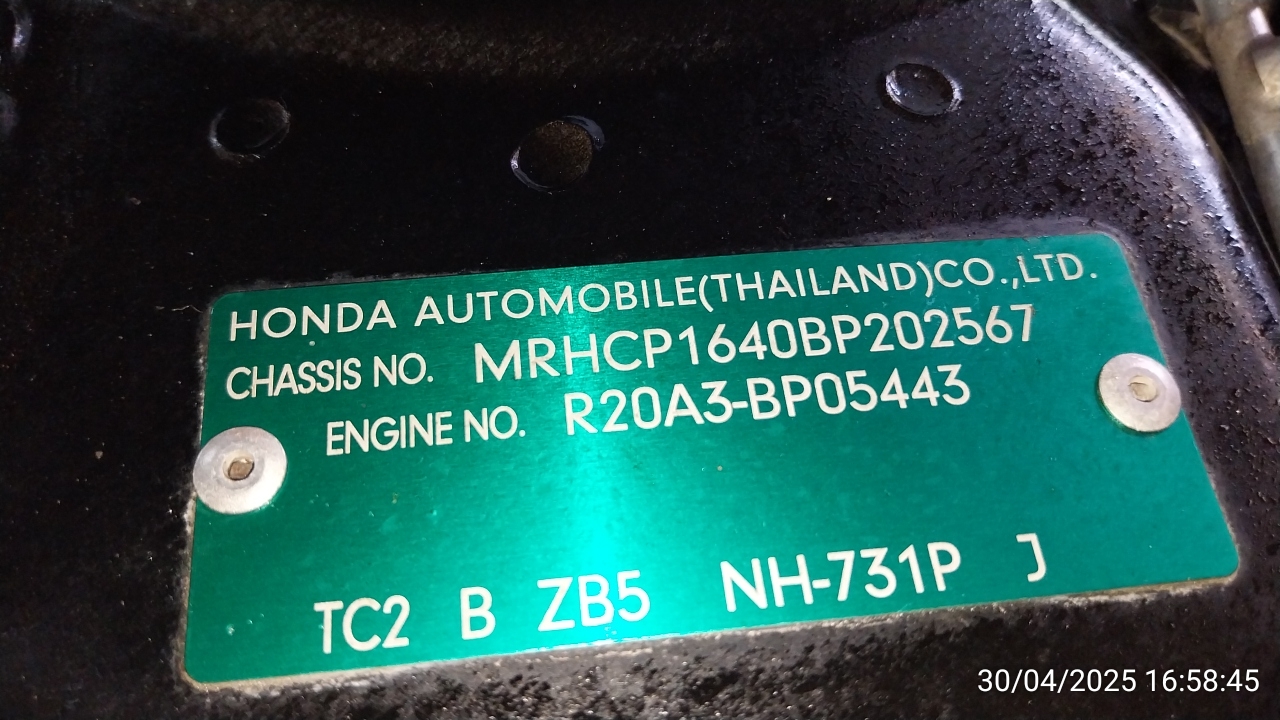 HONDA AUTOMOBILE(THAILAND)CO.,LTD.
CHASSIS NO. MRHCP1640BP202567
ENGINE NO. R20A3-BP05443
TC2 B ZB5 NH-731P J
30/04/2025 16:58:45